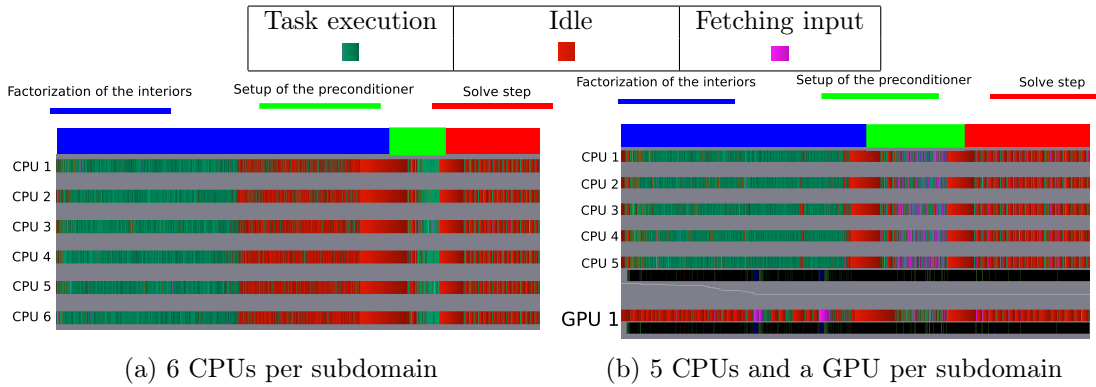 Task execution Idle Fetching input
Factorization of the interiors Setup of the preconditioner Solve step
CPU 1
CPU 2
CPU 3
CPU 4
CPU 5
CPU 6
(a) 6 CPUs per subdomain
Factorization of the interiors Setup of the preconditioner Solve step
CPU 1
CPU 2
CPU 3
CPU 4
CPU 5
GPU 1
(b) 5 CPUs and a GPU per subdomain